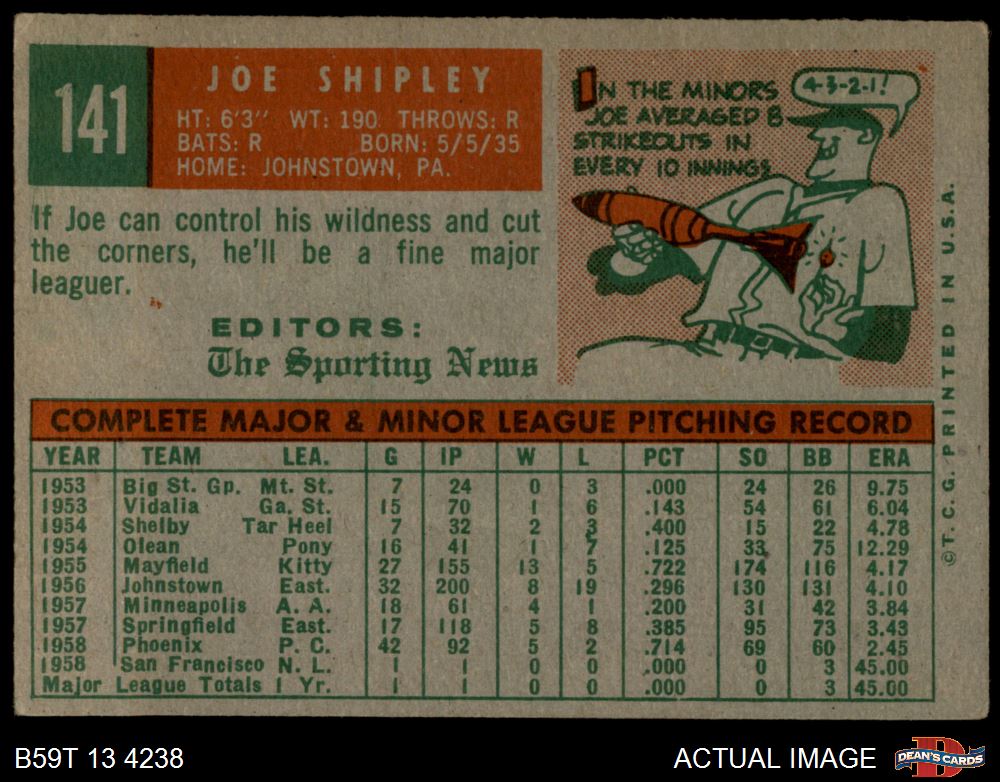 141
JOE SHIPLEY
HT: 6'3" WT: 190 THROWS: R
BATS: R BORN: 5/5/35
HOME: JOHNSTOWN, PA.
If Joe can control his wildness and cut
the corners, he'll be a fine major
leaguer.
EDITORS:
The Sporting News
IN THE MINORS
JOE AVERAGED 8
STRIKEOUTS IN
EVERY 10 INNINGS
4-3-2-1!
COMPLETE MAJOR & MINOR LEAGUE PITCHING RECORD
YEAR TEAM LEA. G IP W L PCT SO BB ERA
1953 Big St. Gp. Mt. St. 7 24 0 3 .000 24 26 9.75
1953 Vidalia Ga. St. 15 70 1 6 .143 54 61 6.04
1954 Shelby Tar Heel 7 32 2 3 .400 15 22 4.78
1954 Olean Pony 16 41 1 7 .125 33 75 12.29
1955 Mayfield Kitty 27 155 13 5 .722 174 116 4.17
1956 Johnstown East. 32 200 8 19 .296 130 131 4.10
1957 Minneapolis A. A. 18 61 4 1 .200 31 42 3.84
1957 Springfield East. 17 118 5 8 .385 95 73 3.43
1958 Phoenix P. C. 42 92 5 2 .714 69 60 2.45
1958 San Francisco N. L. 1 1 0 0 .000 0 3 45.00
Major League Totals 1 Yr. 1 1 0 0 .000 0 3 45.00
©T. C. G. PRINTED IN U.S.A.
B59T 13 4238
ACTUAL IMAGE
DEAN'S CARDS